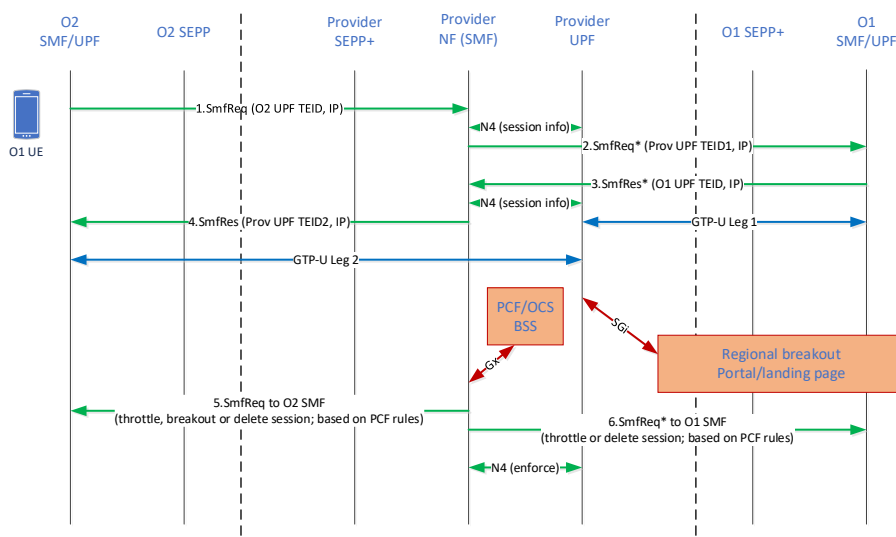 O2
SMF/UPF
O2 SEPP
Provider
SEPP+
Provider
NF (SMF)
Provider
UPF
O1 SEPP+
O1
SMF/UPF
O1 UE
1.SmfReq (O2 UPF TEID, IP)
N4 (session info)
2.SmfReq* (Prov UPF TEID1, IP)
3.SmfRes* (O1 UPF TEID, IP)
N4 (session info)
4.SmfRes (Prov UPF TEID2, IP)
GTP-U Leg 1
GTP-U Leg 2
PCF/OCS
BSS
SGi
Gx
Regional breakout
Portal/landing page
5.SmfReq to O2 SMF
(throttle, breakout or delete session; based on PCF rules)
6.SmfReq* to O1 SMF
(throttle or delete session; based on PCF rules)
N4 (enforce)